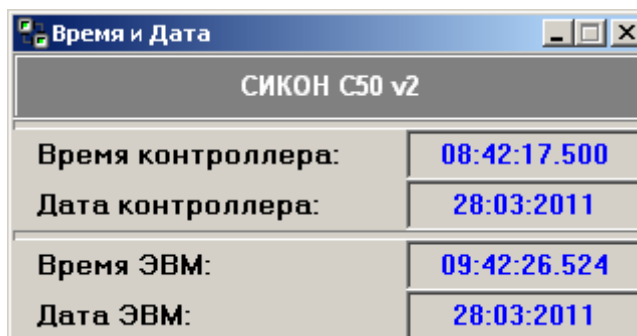 Время и Дата
СИКОН С50 v2
Время контроллера: 08:42:17.500
Дата контроллера: 28:03:2011
Время ЭВМ: 09:42:26.524
Дата ЭВМ: 28:03:2011